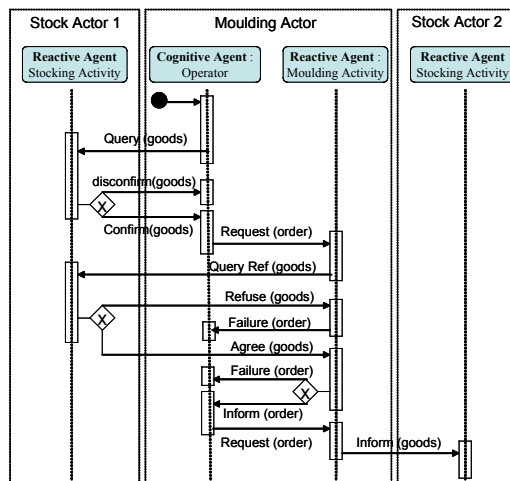 Stock Actor 1
Moulding Actor
Stock Actor 2
Reactive Agent
Stocking Activity
Cognitive Agent :
Operator
Reactive Agent :
Moulding Activity
Reactive Agent
Stocking Activity
Query (goods)
disconfirm(goods)
X
Confirm(goods)
Request (order)
Query Ref (goods)
Refuse (goods)
X
Failure (order)
Agree (goods)
Failure (order)
X
Inform (order)
Request (order)
Inform (goods)